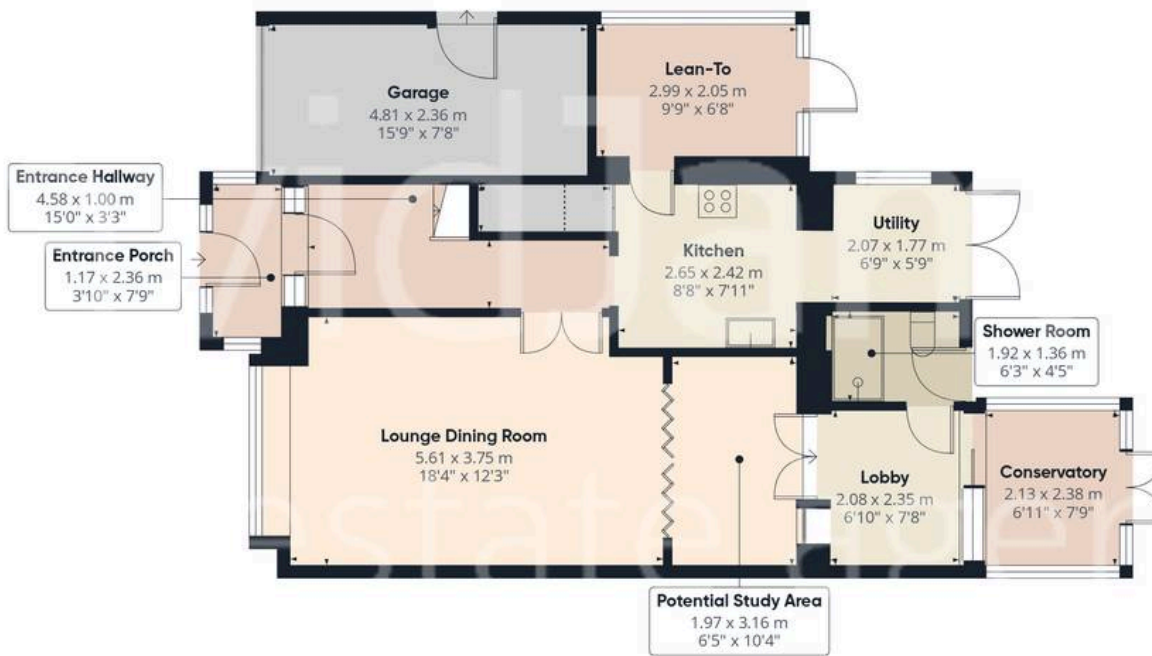 Garage
4.81 x 2.36 m
15'9" x 7'8"
Lean-To
2.99 x 2.05 m
9'9" x 6'8"
Entrance Hallway
4.58 x 1.00 m
15'0" x 3'3"
Entrance Porch
1.17 x 2.36 m
3'10" x 7'9"
Kitchen
2.65 x 2.42 m
8'8" x 7'11"
Utility
2.07 x 1.77 m
6'9" x 5'9"
Shower Room
1.92 x 1.36 m
6'3" x 4'5"
Lounge Dining Room
5.61 x 3.75 m
18'4" x 12'3"
Lobby
2.08 x 2.35 m
6'10" x 7'8"
Conservatory
2.13 x 2.38 m
6'11" x 7'9"
Potential Study Area
1.97 x 3.16 m
6'5" x 10'4"
estate agen